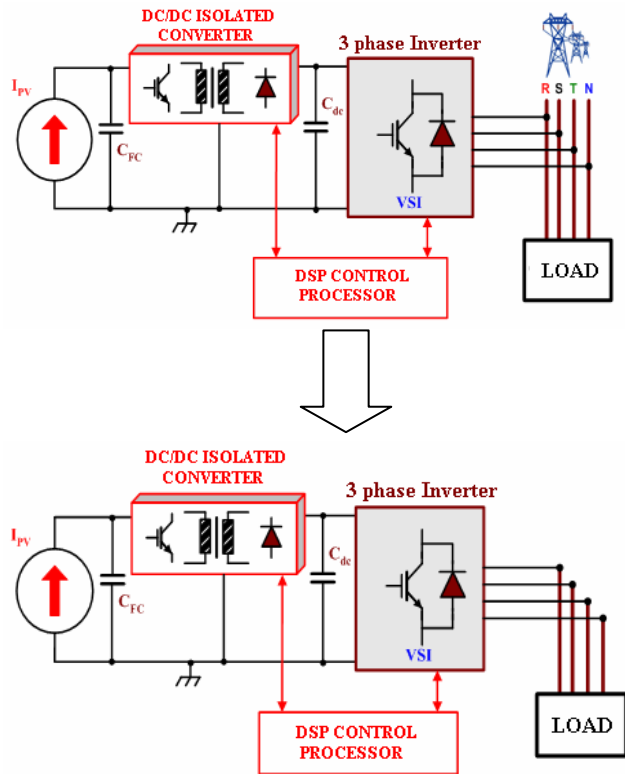 DC/DC ISOLATED
CONVERTER
3 phase Inverter
I_PV
C_FC
C_dc
R S T N
VSI
LOAD
DSP CONTROL
PROCESSOR
DC/DC ISOLATED
CONVERTER
3 phase Inverter
I_PV
C_FC
C_dc
VSI
LOAD
DSP CONTROL
PROCESSOR